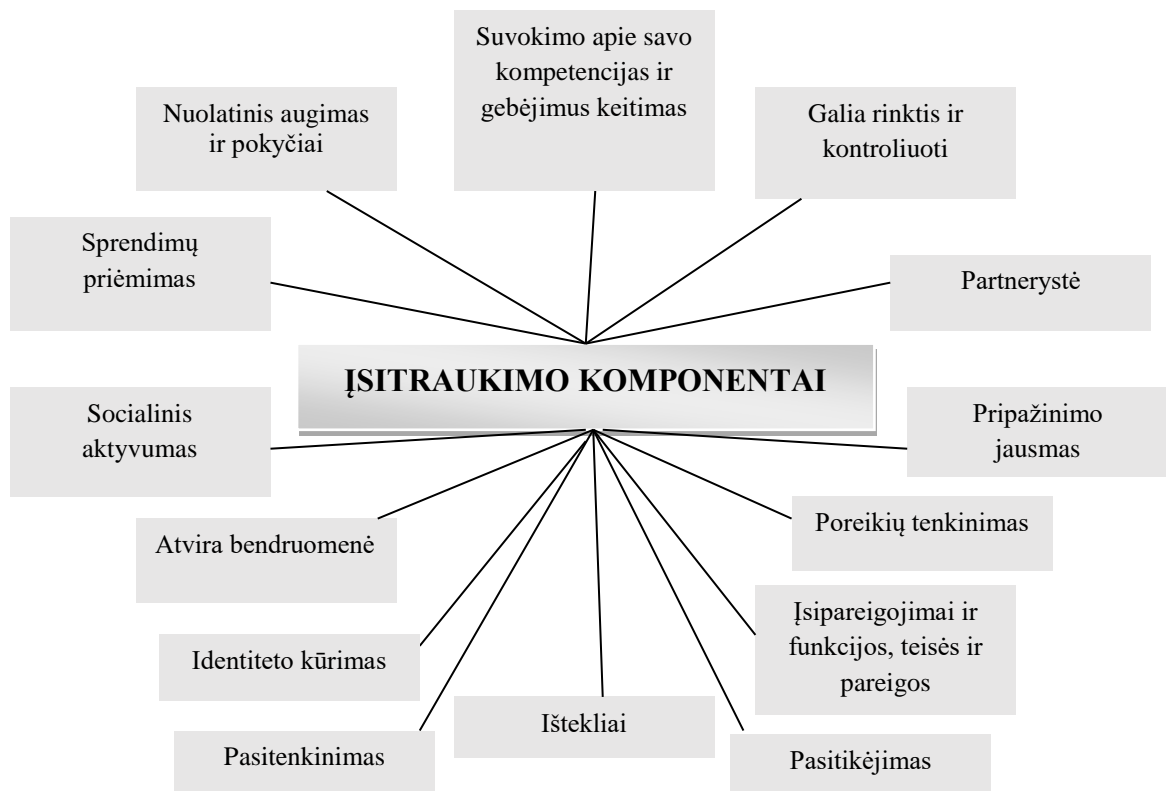 Suvokimo apie savo
kompetencijas ir
gebėjimus keitimas
Nuolatinis augimas
ir pokyčiai
Galia rinktis ir
kontroliuoti
Sprendimų
priėmimas
Partnerystė
ĮSITRAUKIMO KOMPONENTAI
Socialinis
aktyvumas
Pripažinimo
jausmas
Atvira bendruomenė
Poreikių tenkinimas
Identiteto kūrimas
Įsipareigojimai ir
funkcijos, teisės ir
pareigos
Pasitenkinimas
Ištekliai
Pasitikėjimas